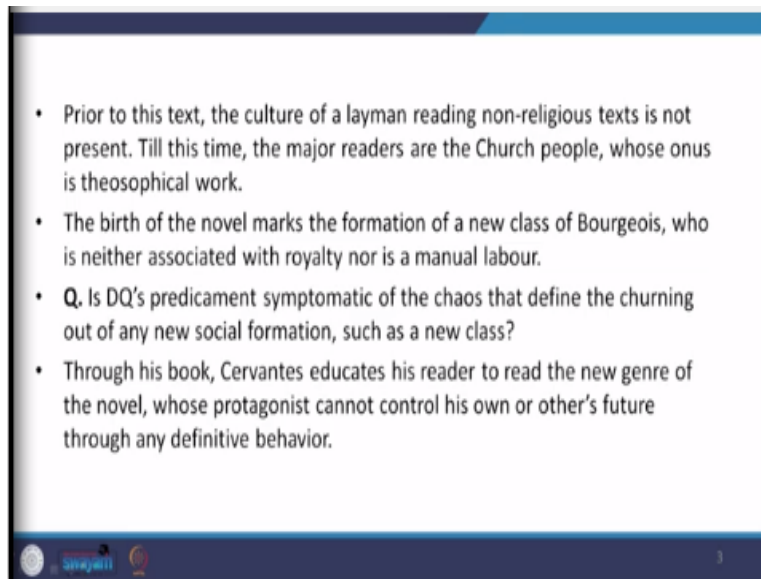 • Prior to this text, the culture of a layman reading non-religious texts is not
present. Till this time, the major readers are the Church people, whose onus
is theosophical work.
• The birth of the novel marks the formation of a new class of Bourgeois, who
is neither associated with royalty nor is a manual labour.
• Q. Is DQ's predicament symptomatic of the chaos that define the churning
out of any new social formation, such as a new class?
• Through his book, Cervantes educates his reader to read the new genre of
the novel, whose protagonist cannot control his own or other's future
through any definitive behavior.
swayam
3